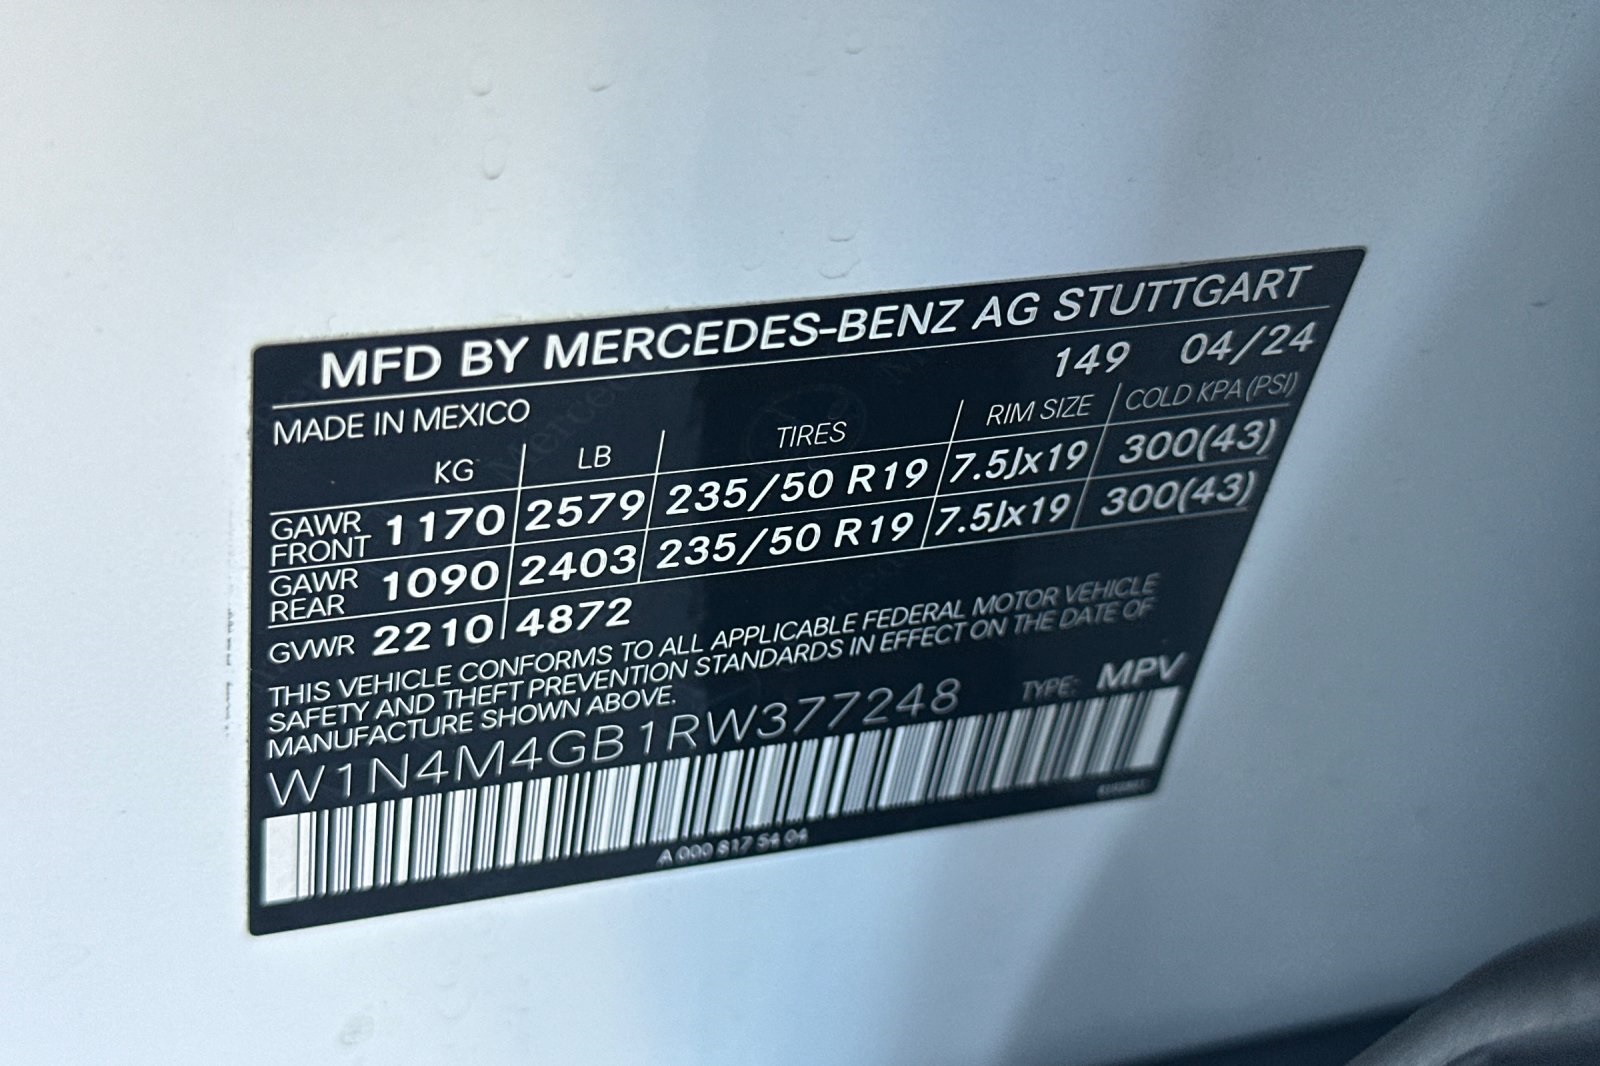 MFD BY MERCEDES-BENZ AG STUTTGART
MADE IN MEXICO 149 04/24
KG LB TIRES RIM SIZE COLD KPA (PSI)
GAWR FRONT 1170 2579 235/50 R19 7.5Jx19 300(43)
GAWR REAR 1090 2403 235/50 R19 7.5Jx19 300(43)
GVWR 2210 4872
THIS VEHICLE CONFORMS TO ALL APPLICABLE FEDERAL MOTOR VEHICLE
SAFETY AND THEFT PREVENTION STANDARDS IN EFFECT ON THE DATE OF
MANUFACTURE SHOWN ABOVE.
W1N4M4GB1RW377248 TYPE: MPV
A 000 817 54 04